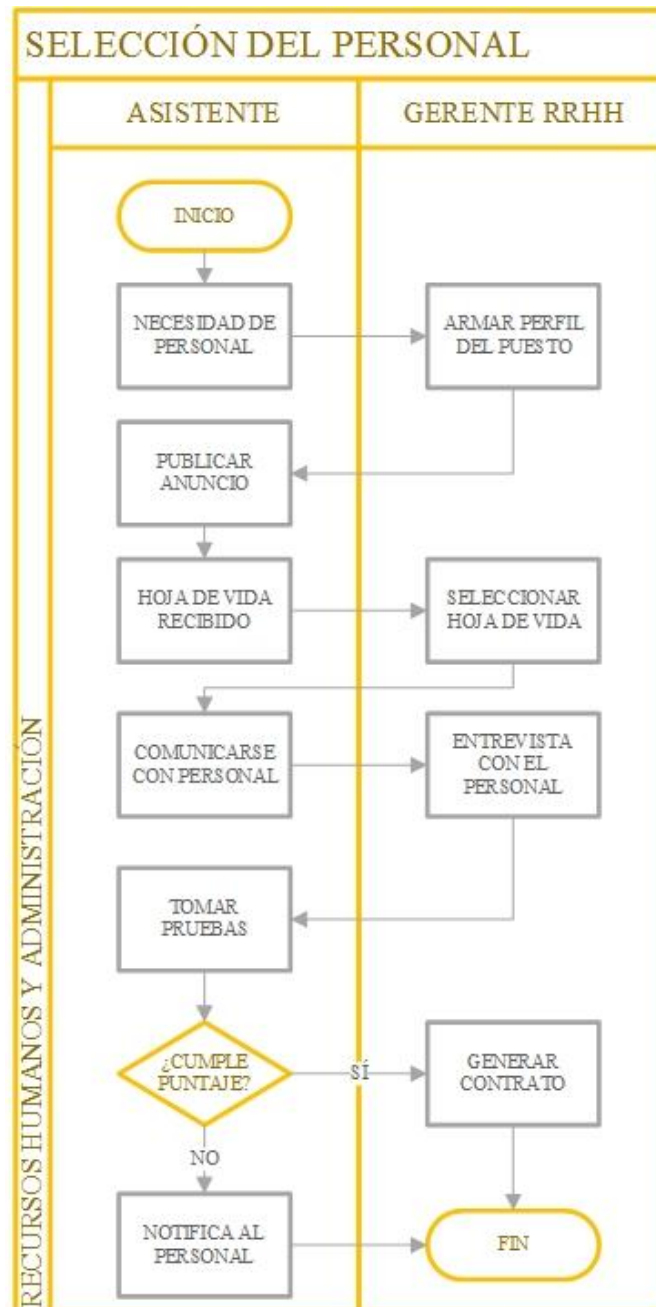 SELECCIÓN DEL PERSONAL
ASISTENTE
GERENTE RRHH
RECURSOS HUMANOS Y ADMINISTRACIÓN
INICIO
NECESIDAD DE
PERSONAL
ARMAR PERFIL
DEL PUESTO
PUBLICAR
ANUNCIO
HOJA DE VIDA
RECIBIDO
SELECCIONAR
HOJA DE VIDA
COMUNICARSE
CON PERSONAL
ENTREVISTA
CON EL
PERSONAL
TOMAR
PRUEBAS
¿CUMPLE
PUNTAJE?
SÍ
GENERAR
CONTRATO
NO
NOTIFICA AL
PERSONAL
FIN